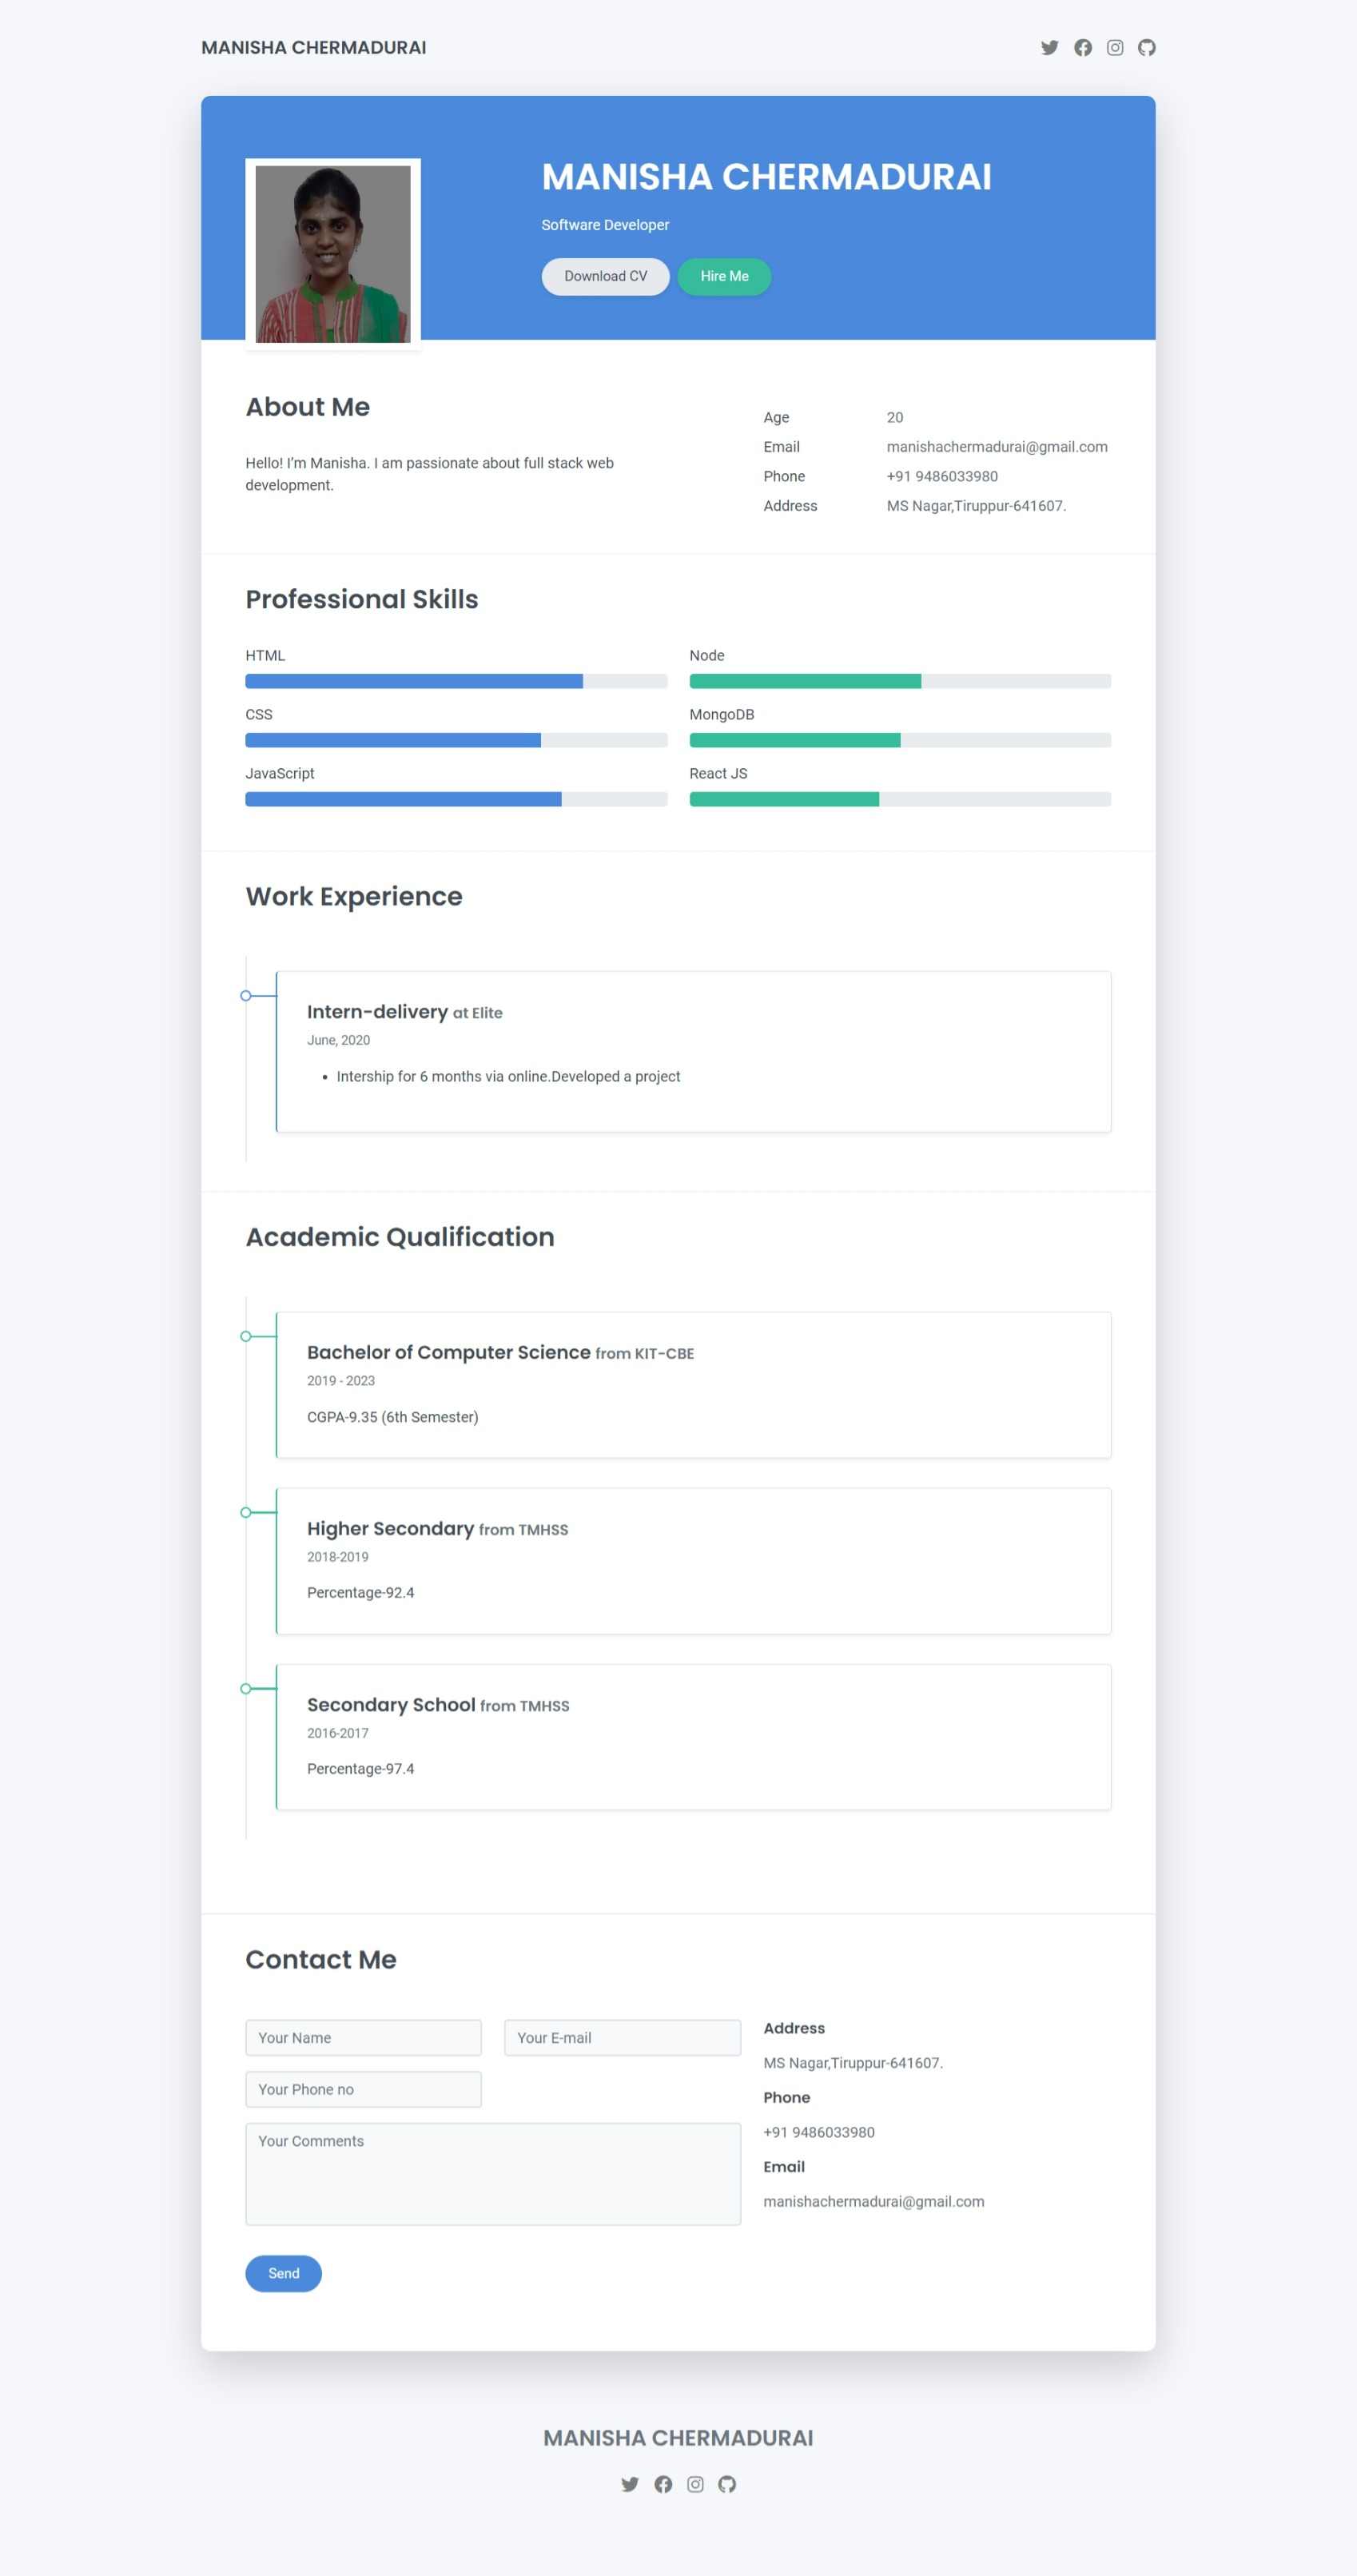 MANISHA CHERMADURAI
MANISHA CHERMADURAI
Software Developer
Download CV
Hire Me
About Me
Hello! I'm Manisha. I am passionate about full stack web
development.
Age 20
Email manishachermadurai@gmail.com
Phone +91 9486033980
Address MS Nagar,Tiruppur-641607.
Professional Skills
HTML
CSS
JavaScript
Node
MongoDB
React JS
Work Experience
Intern-delivery at Elite
June, 2020
• Intership for 6 months via online.Developed a project
Academic Qualification
Bachelor of Computer Science from KIT-CBE
2019 - 2023
CGPA-9.35 (6th Semester)
Higher Secondary from TMHSS
2018-2019
Percentage-92.4
Secondary School from TMHSS
2016-2017
Percentage-97.4
Contact Me
Your Name
Your E-mail
Your Phone no
Your Comments
Send
Address
MS Nagar,Tiruppur-641607.
Phone
+91 9486033980
Email
manishachermadurai@gmail.com
MANISHA CHERMADURAI